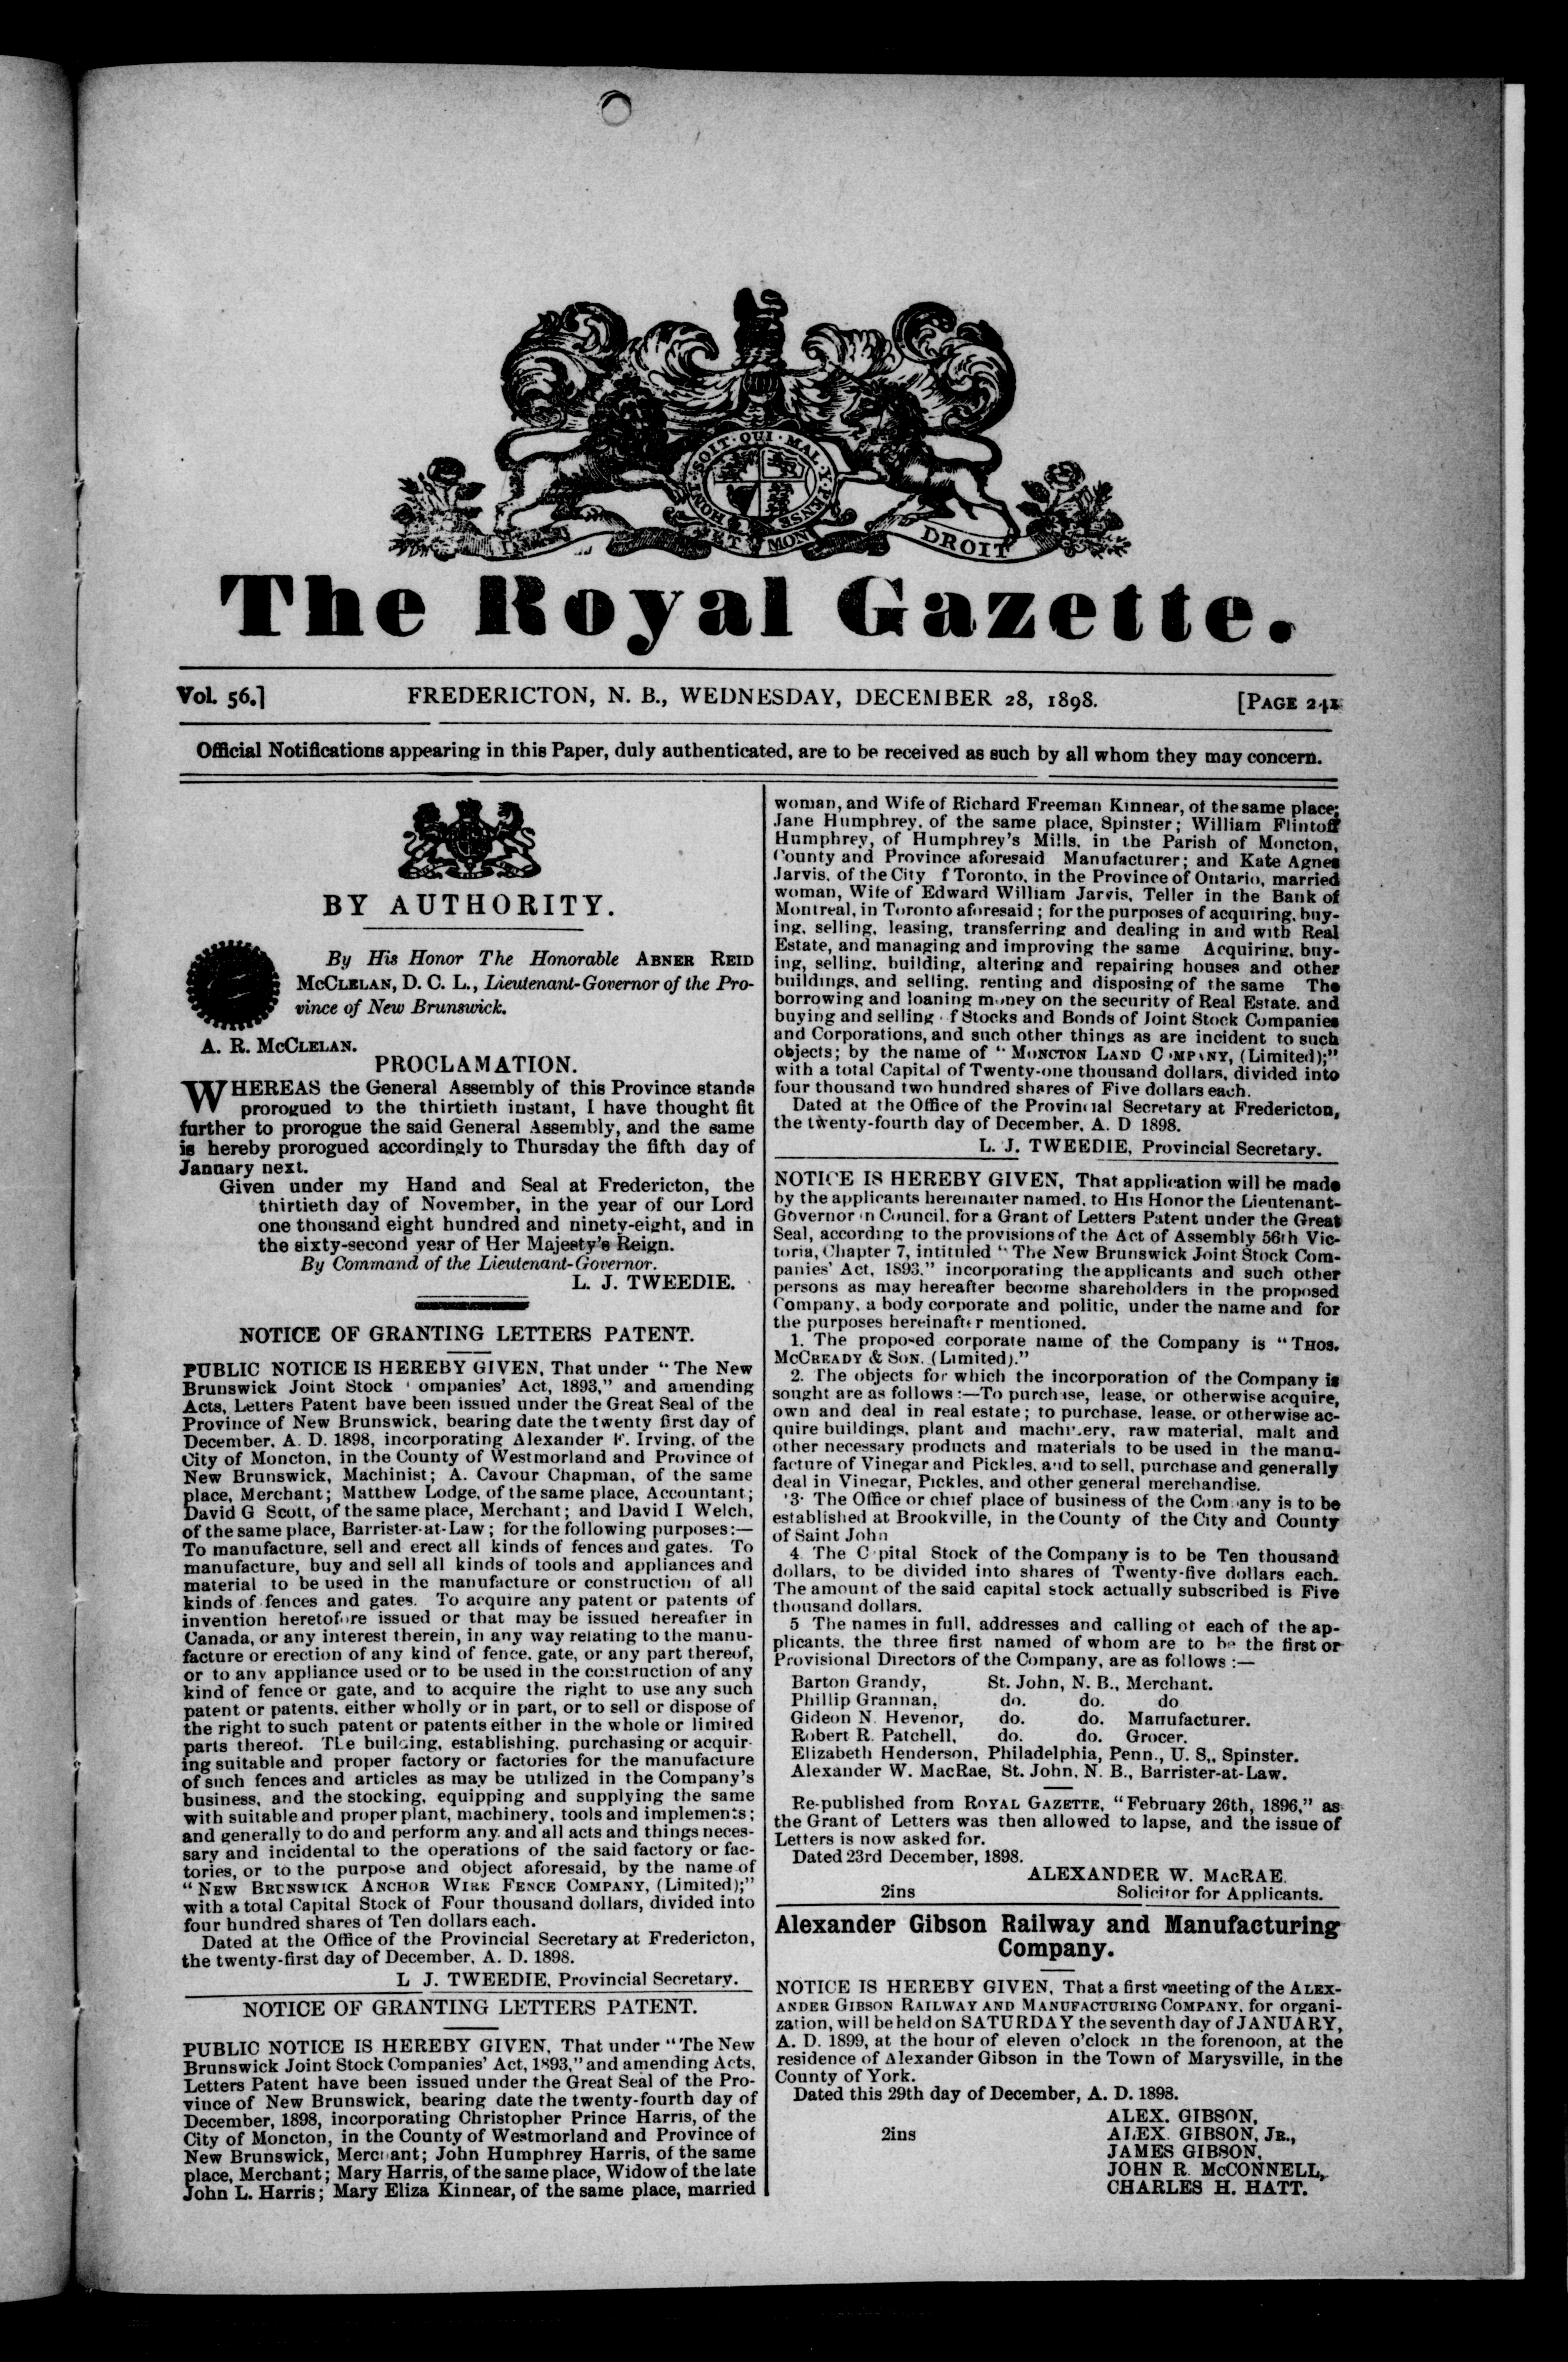 HONI·SOIT·QUI·MAL·Y·PENSE
ET MON DROIT
The Royal Gazette.
Vol. 56.] FREDERICTON, N. B., WEDNESDAY, DECEMBER 28, 1898. [PAGE 241
Official Notifications appearing in this Paper, duly authenticated, are to be received as such by all whom they may concern.
BY AUTHORITY.
By His Honor The Honorable ABNER REID
MCCLELAN, D. C. L., Lieutenant-Governor of the Pro-
vince of New Brunswick.
A. R. MCCLELAN.
PROCLAMATION.
WHEREAS the General Assembly of this Province stands
prorogued to the thirtieth instant, I have thought fit
further to prorogue the said General Assembly, and the same
is hereby prorogued accordingly to Thursday the fifth day of
January next.
Given under my Hand and Seal at Fredericton, the
thirtieth day of November, in the year of our Lord
one thousand eight hundred and ninety-eight, and in
the sixty-second year of Her Majesty's Reign.
By Command of the Lieutenant-Governor.
L. J. TWEEDIE.
NOTICE OF GRANTING LETTERS PATENT.
PUBLIC NOTICE IS HEREBY GIVEN, That under "The New
Brunswick Joint Stock ompanies' Act, 1893," and amending
Acts, Letters Patent have been issued under the Great Seal of the
Province of New Brunswick, bearing date the twenty first day of
December, A. D. 1898, incorporating Alexander F. Irving, of the
City of Moncton, in the County of Westmorland and Province of
New Brunswick, Machinist; A. Cavour Chapman, of the same
place, Merchant; Matthew Lodge, of the same place, Accountant;
David G Scott, of the same place, Merchant; and David I Welch,
of the same place, Barrister-at-Law; for the following purposes:—
To manufacture, sell and erect all kinds of fences and gates. To
manufacture, buy and sell all kinds of tools and appliances and
material to be used in the manufacture or construction of all
kinds of fences and gates. To acquire any patent or patents of
invention heretofore issued or that may be issued hereafter in
Canada, or any interest therein, in any way relating to the manu-
facture or erection of any kind of fence, gate, or any part thereof,
or to any appliance used or to be used in the construction of any
kind of fence or gate, and to acquire the right to use any such
patent or patents, either wholly or in part, or to sell or dispose of
the right to such patent or patents either in the whole or limited
parts thereof. The building, establishing, purchasing or acquir-
ing suitable and proper factory or factories for the manufacture
of such fences and articles as may be utilized in the Company's
business, and the stocking, equipping and supplying the same
with suitable and proper plant, machinery, tools and implements;
and generally to do and perform any and all acts and things neces-
sary and incidental to the operations of the said factory or fac-
tories, or to the purpose and object aforesaid, by the name of
"NEW BRUNSWICK ANCHOR WIRE FENCE COMPANY, (Limited);"
with a total Capital Stock of Four thousand dollars, divided into
four hundred shares of Ten dollars each.
Dated at the Office of the Provincial Secretary at Fredericton,
the twenty-first day of December, A. D. 1898.
L J. TWEEDIE, Provincial Secretary.
NOTICE OF GRANTING LETTERS PATENT.
PUBLIC NOTICE IS HEREBY GIVEN, That under "The New
Brunswick Joint Stock Companies' Act, 1893," and amending Acts,
Letters Patent have been issued under the Great Seal of the Pro-
vince of New Brunswick, bearing date the twenty-fourth day of
December, 1898, incorporating Christopher Prince Harris, of the
City of Moncton, in the County of Westmorland and Province of
New Brunswick, Merchant; John Humphrey Harris, of the same
place, Merchant; Mary Harris, of the same place, Widow of the late
John L. Harris; Mary Eliza Kinnear, of the same place, married
woman, and Wife of Richard Freeman Kinnear, of the same place;
Jane Humphrey, of the same place, Spinster; William Flintoff
Humphrey, of Humphrey's Mills, in the Parish of Moncton,
County and Province aforesaid Manufacturer; and Kate Agnes
Jarvis, of the City f Toronto, in the Province of Ontario, married
woman, Wife of Edward William Jarvis, Teller in the Bank of
Montreal, in Toronto aforesaid; for the purposes of acquiring, buy-
ing, selling, leasing, transferring and dealing in and with Real
Estate, and managing and improving the same Acquiring, buy-
ing, selling, building, altering and repairing houses and other
buildings, and selling, renting and disposing of the same The
borrowing and loaning money on the security of Real Estate, and
buying and selling f Stocks and Bonds of Joint Stock Companies
and Corporations, and such other things as are incident to such
objects; by the name of "MONCTON LAND COMPANY, (Limited);"
with a total Capital of Twenty-one thousand dollars, divided into
four thousand two hundred shares of Five dollars each.
Dated at the Office of the Provincial Secretary at Fredericton,
the twenty-fourth day of December, A. D 1898.
L. J. TWEEDIE, Provincial Secretary.
NOTICE IS HEREBY GIVEN, That application will be made
by the applicants hereinafter named, to His Honor the Lieutenant-
Governor in Council, for a Grant of Letters Patent under the Great
Seal, according to the provisions of the Act of Assembly 56th Vic-
toria, Chapter 7, intituled "The New Brunswick Joint Stock Com-
panies' Act, 1893," incorporating the applicants and such other
persons as may hereafter become shareholders in the proposed
Company, a body corporate and politic, under the name and for
the purposes hereinafter mentioned.
1. The proposed corporate name of the Company is "THOS.
MCCREADY & SON. (Limited)."
2. The objects for which the incorporation of the Company is
sought are as follows:—To purchase, lease, or otherwise acquire,
own and deal in real estate; to purchase, lease, or otherwise ac-
quire buildings, plant and machinery, raw material, malt and
other necessary products and materials to be used in the manu-
facture of Vinegar and Pickles, and to sell, purchase and generally
deal in Vinegar, Pickles, and other general merchandise.
3. The Office or chief place of business of the Company is to be
established at Brookville, in the County of the City and County
of Saint John
4 The Capital Stock of the Company is to be Ten thousand
dollars, to be divided into shares of Twenty-five dollars each.
The amount of the said capital stock actually subscribed is Five
thousand dollars.
5 The names in full, addresses and calling of each of the ap-
plicants, the three first named of whom are to be the first or
Provisional Directors of the Company, are as follows:—
Barton Grandy, St. John, N. B., Merchant.
Phillip Grannan, do. do. do
Gideon N. Hevenor, do. do. Manufacturer.
Robert R. Patchell, do. do. Grocer.
Elizabeth Henderson, Philadelphia, Penn., U. S,, Spinster.
Alexander W. MacRae, St. John, N. B., Barrister-at-Law.
Re-published from ROYAL GAZETTE, "February 26th, 1896," as
the Grant of Letters was then allowed to lapse, and the issue of
Letters is now asked for.
Dated 23rd December, 1898.
ALEXANDER W. MACRAE.
2ins Solicitor for Applicants.
Alexander Gibson Railway and Manufacturing
Company.
NOTICE IS HEREBY GIVEN, That a first meeting of the ALEX-
ANDER GIBSON RAILWAY AND MANUFACTURING COMPANY, for organi-
zation, will be held on SATURDAY the seventh day of JANUARY,
A. D. 1899, at the hour of eleven o'clock in the forenoon, at the
residence of Alexander Gibson in the Town of Marysville, in the
County of York.
Dated this 29th day of December, A. D. 1898.
ALEX. GIBSON,
2ins ALEX. GIBSON, JR.,
JAMES GIBSON,
JOHN R. McCONNELL,
CHARLES H. HATT.